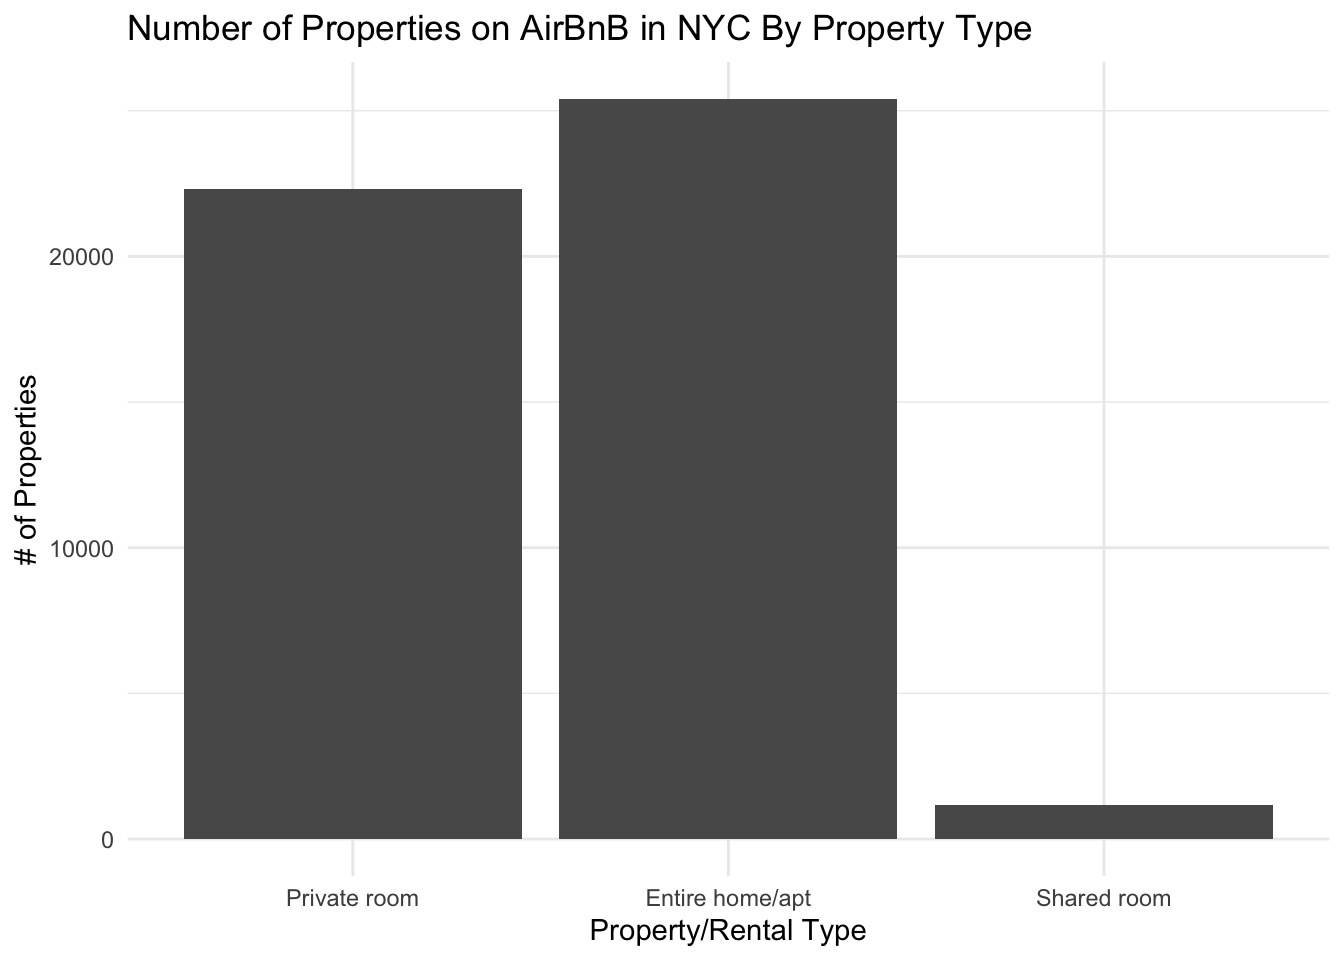 Number of Properties on AirBnB in NYC By Property Type
# of Properties
20000
10000
0
Private room
Entire home/apt
Shared room
Property/Rental Type